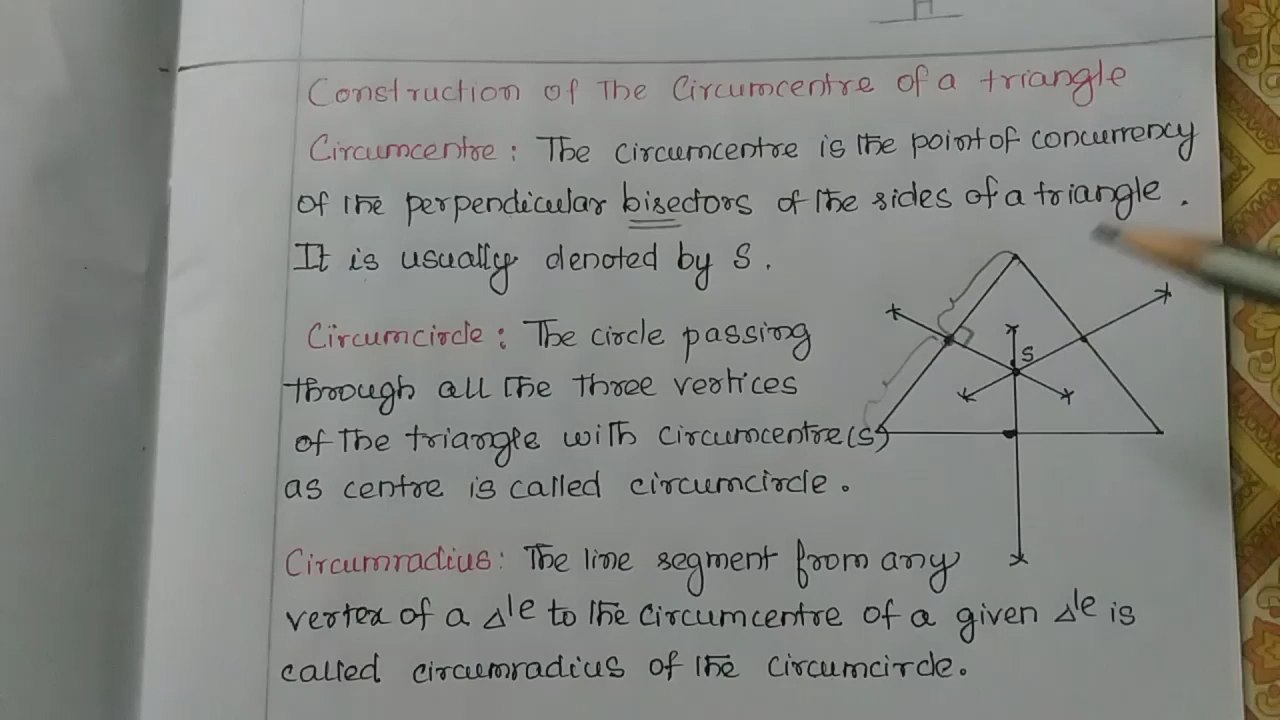 Construction of The Circumcentre of a triangle
Circumcentre : The circumcentre is the point of concurrency
of the perpendicular bisectors of the sides of a triangle .
It is usually denoted by S .
Circumcircle : The circle passing
through all the three vertices
of the triangle with circumcentre(s)
as centre is called circumcircle .
S
Circumradius : The line segment from any
vertex of a Δle to the circumcentre of a given Δle is
called circumradius of the circumcircle .